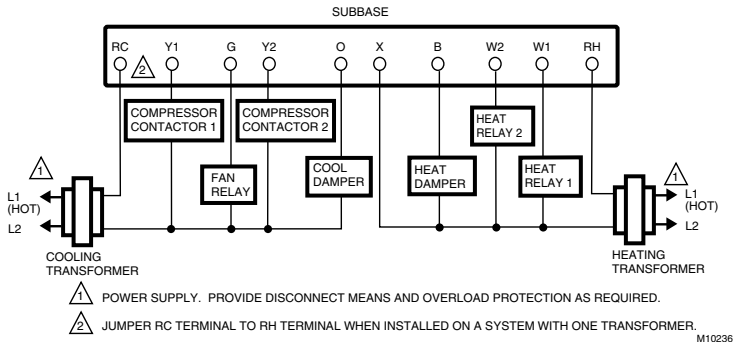 SUBBASE
RC Y1 G Y2 O X B W2 W1 RH
2
COMPRESSOR
CONTACTOR 1
COMPRESSOR
CONTACTOR 2
HEAT
RELAY 2
FAN
RELAY
COOL
DAMPER
HEAT
DAMPER
HEAT
RELAY 1
1
L1
(HOT)
L2
COOLING
TRANSFORMER
1
L1
(HOT)
L2
HEATING
TRANSFORMER
1 POWER SUPPLY. PROVIDE DISCONNECT MEANS AND OVERLOAD PROTECTION AS REQUIRED.
2 JUMPER RC TERMINAL TO RH TERMINAL WHEN INSTALLED ON A SYSTEM WITH ONE TRANSFORMER.
M10236